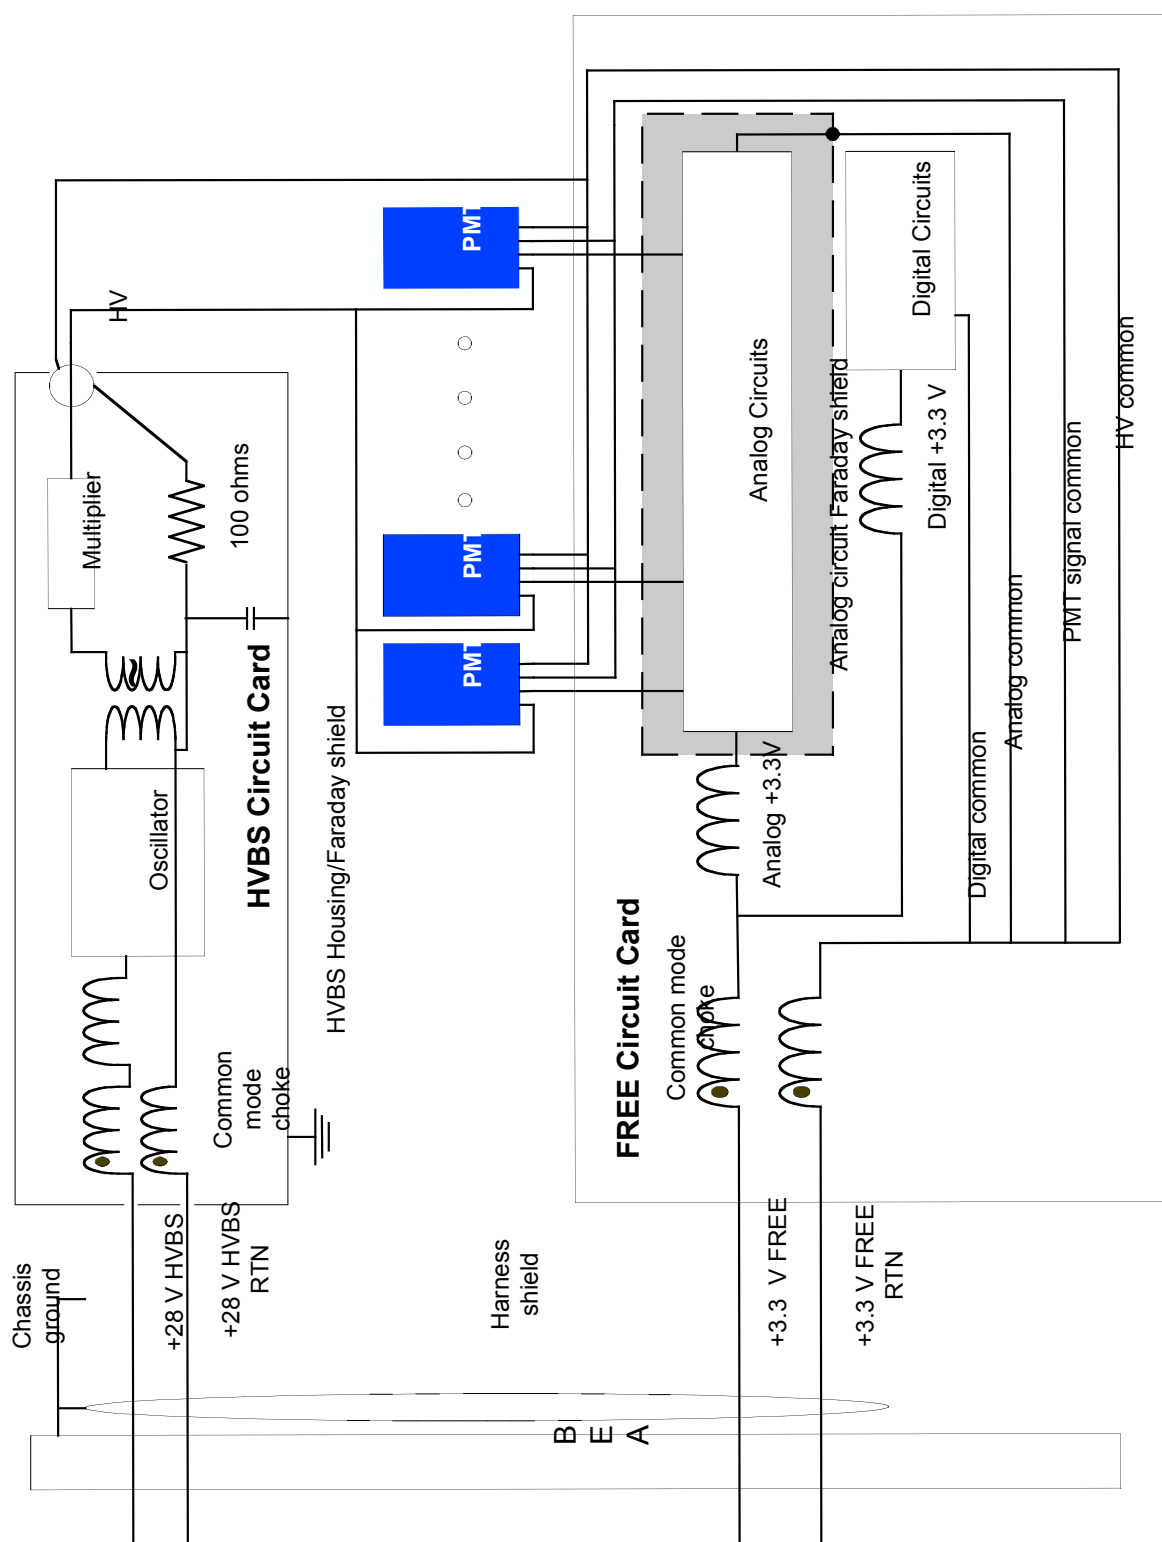 HV
Multiplier
100 ohms
HVBS Circuit Card
Oscillator
HVBS Housing/Faraday shield
Common
mode
choke
+28 V HVBS
+28 V HVBS
RTN
Chassis
ground
Harness
shield
PMT
PMT
PMT
Analog Circuits
Digital Circuits
Analog circuit Faraday shield
Digital +3.3 V
Analog +3.3V
HV common
PMT signal common
Analog common
Digital common
FREE Circuit Card
Common mode
choke
+3.3 V FREE
+3.3 V FREE
RTN
B
E
A